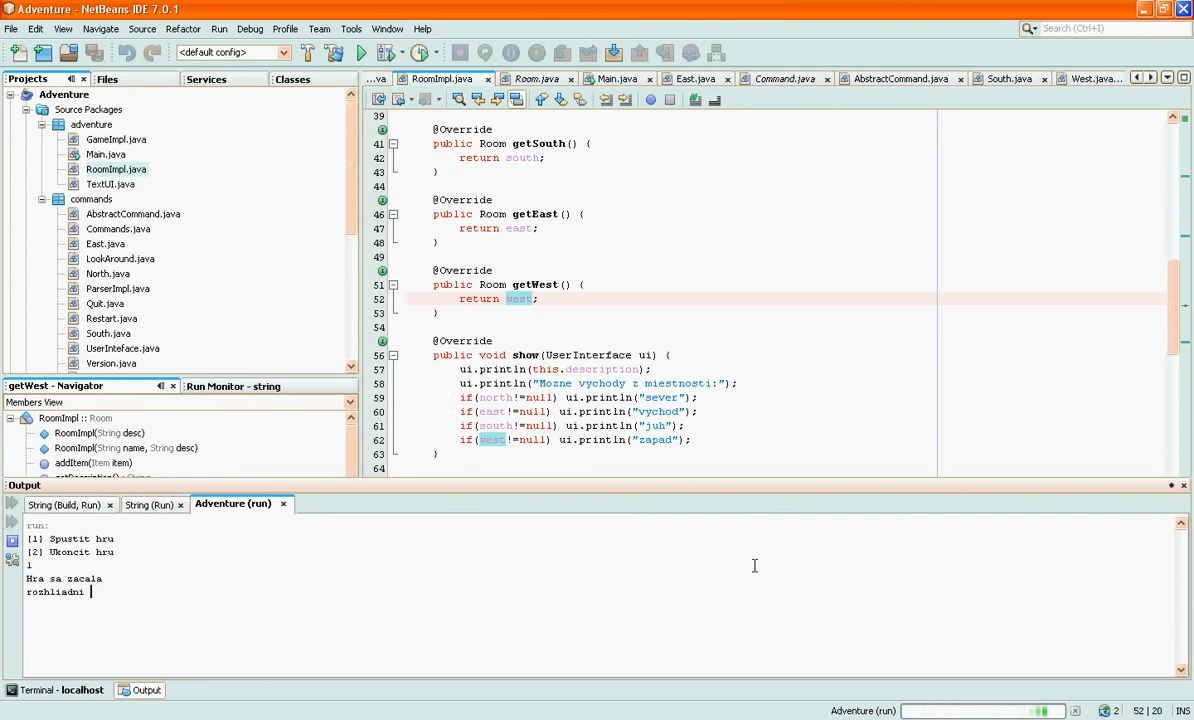 Adventure - NetBeans IDE 7.0.1
File Edit View Navigate Source Refactor Run Debug Profile Team Tools Window Help
Search (Ctrl+I)
<default config>
Projects Files Services Classes
...va RoomImpl.java Room.java Main.java East.java Command.java AbstractCommand.java South.java West.java...
Adventure
Source Packages
adventure
GameImpl.java
Main.java
RoomImpl.java
TextUI.java
commands
AbstractCommand.java
Commands.java
East.java
LookAround.java
North.java
ParserImpl.java
Quit.java
Restart.java
South.java
UserInteface.java
Version.java
getWest - Navigator Run Monitor - string
Members View
RoomImpl :: Room
RoomImpl(String desc)
RoomImpl(String name, String desc)
addItem(Item item)
39
@Override
41 public Room getSouth() {
42 return south;
43 }
44
@Override
46 public Room getEast() {
47 return east;
48 }
49
@Override
51 public Room getWest() {
52 return west;
53 }
54
@Override
56 public void show(UserInterface ui) {
57 ui.println(this.description);
58 ui.println("Mozne vychody z miestnosti:");
59 if(north!=null) ui.println("sever");
60 if(east!=null) ui.println("vychod");
61 if(south!=null) ui.println("juh");
62 if(west!=null) ui.println("zapad");
63 }
64
Output
String (Build, Run) String (Run) Adventure (run)
run:
[1] Spustit hru
[2] Ukoncit hru
1
Hra sa zacala
rozhliadni
Terminal - localhost Output
Adventure (run) 2 52 | 20 INS